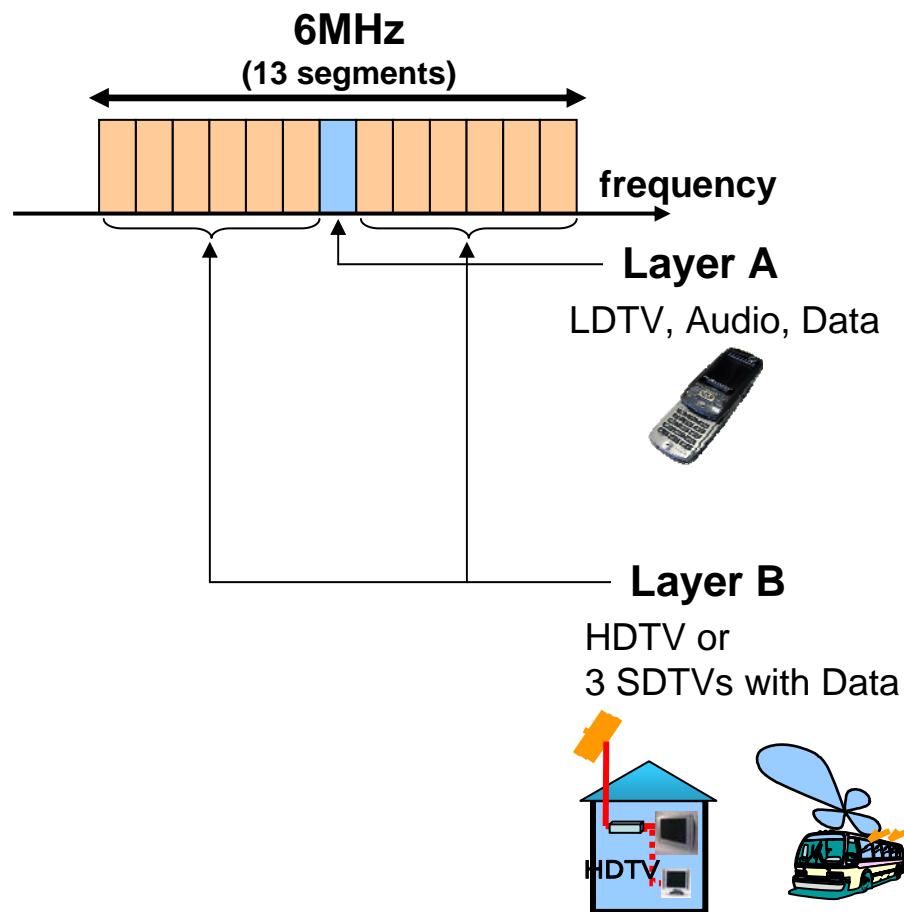 6MHz
(13 segments)
frequency
Layer A
LDTV, Audio, Data
Layer B
HDTV or
3 SDTVs with Data
HDTV